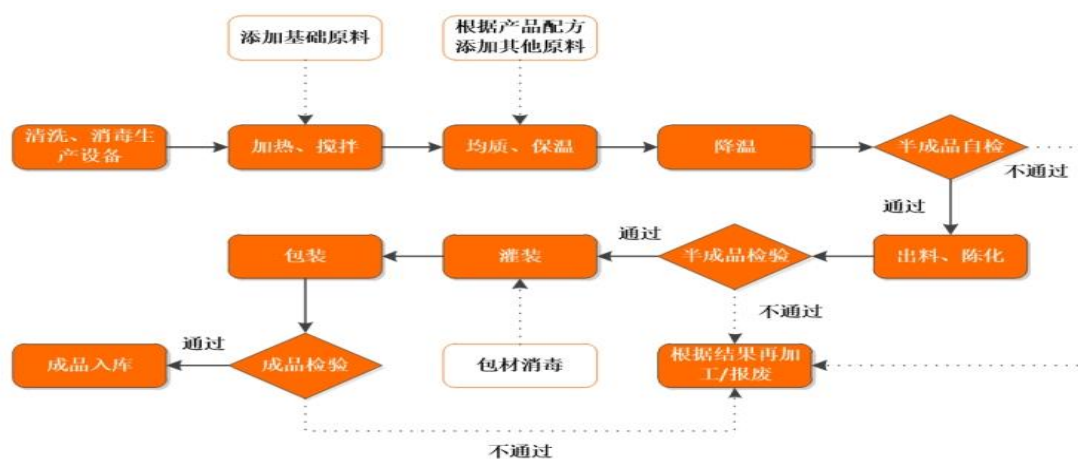 添加基础原料
根据产品配方
添加其他原料
清洗、消毒生
产设备
加热、搅拌
均质、保温
降温
半成品自检
不通过
通过
包装
灌装
通过
半成品检验
出料、陈化
不通过
通过
成品入库
成品检验
包材消毒
根据结果再加
工/报废
不通过